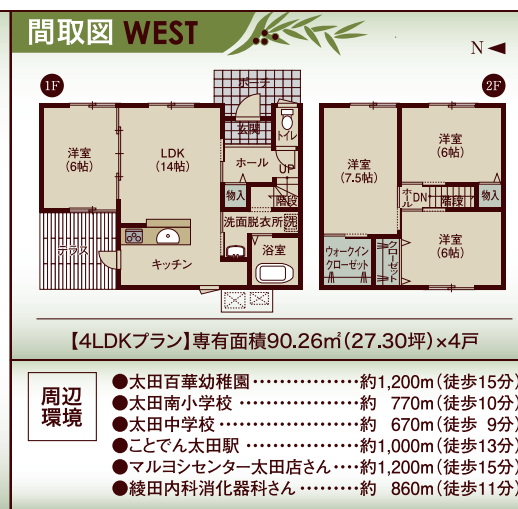 間取図 WEST
N
1F
2F
ポーチ
玄関
トイレ
洋室
(6帖)
LDK
(14帖)
ホール
UP
物入
階段
洗面脱衣所
洗
テラス
キッチン
浴室
洋室
(7.5帖)
洋室
(6帖)
ホール
DN
階段
物入
洋室
(6帖)
ウォークイン
クローゼット
クローゼット
【4LDKプラン】専有面積90.26㎡(27.30坪)×4戸
周辺
環境
●太田百華幼稚園‥‥‥‥‥‥‥約1,200m(徒歩15分)
●太田南小学校‥‥‥‥‥‥‥‥約 770m(徒歩10分)
●太田中学校‥‥‥‥‥‥‥‥‥約 670m(徒歩 9分)
●ことでん太田駅‥‥‥‥‥‥‥約1,000m(徒歩13分)
●マルヨシセンター太田店さん‥‥約1,200m(徒歩15分)
●綾田内科消化器科さん‥‥‥‥約 860m(徒歩11分)